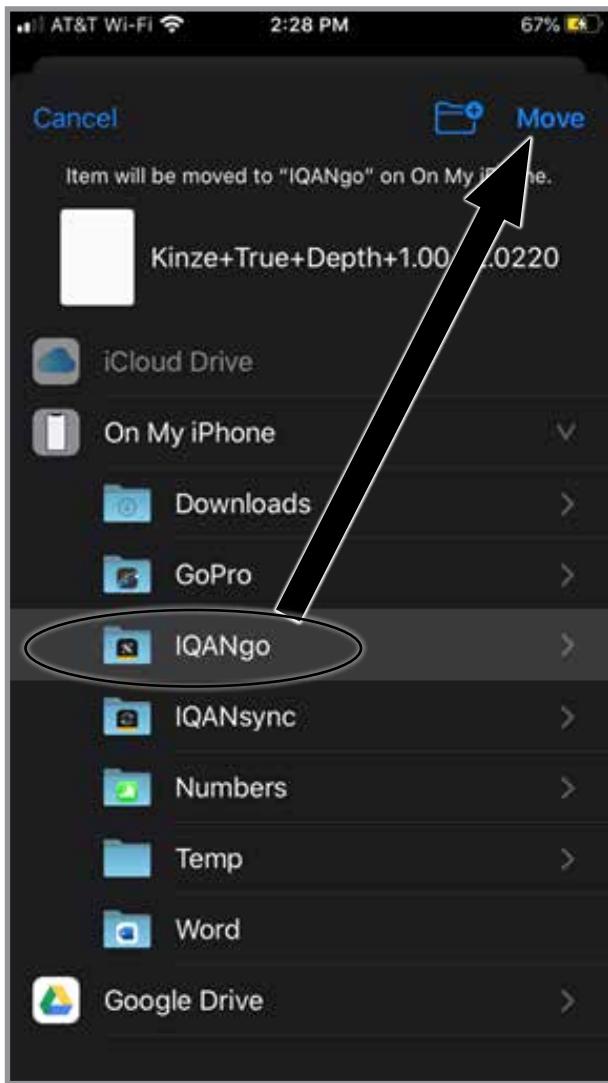 AT&T Wi-Fi 2:28 PM 67%
Cancel Move
Item will be moved to "IQANgo" on On My iPhone.
Kinze+True+Depth+1.00 .0220
iCloud Drive
On My iPhone
Downloads
GoPro
IQANgo
IQANsync
Numbers
Temp
Word
Google Drive